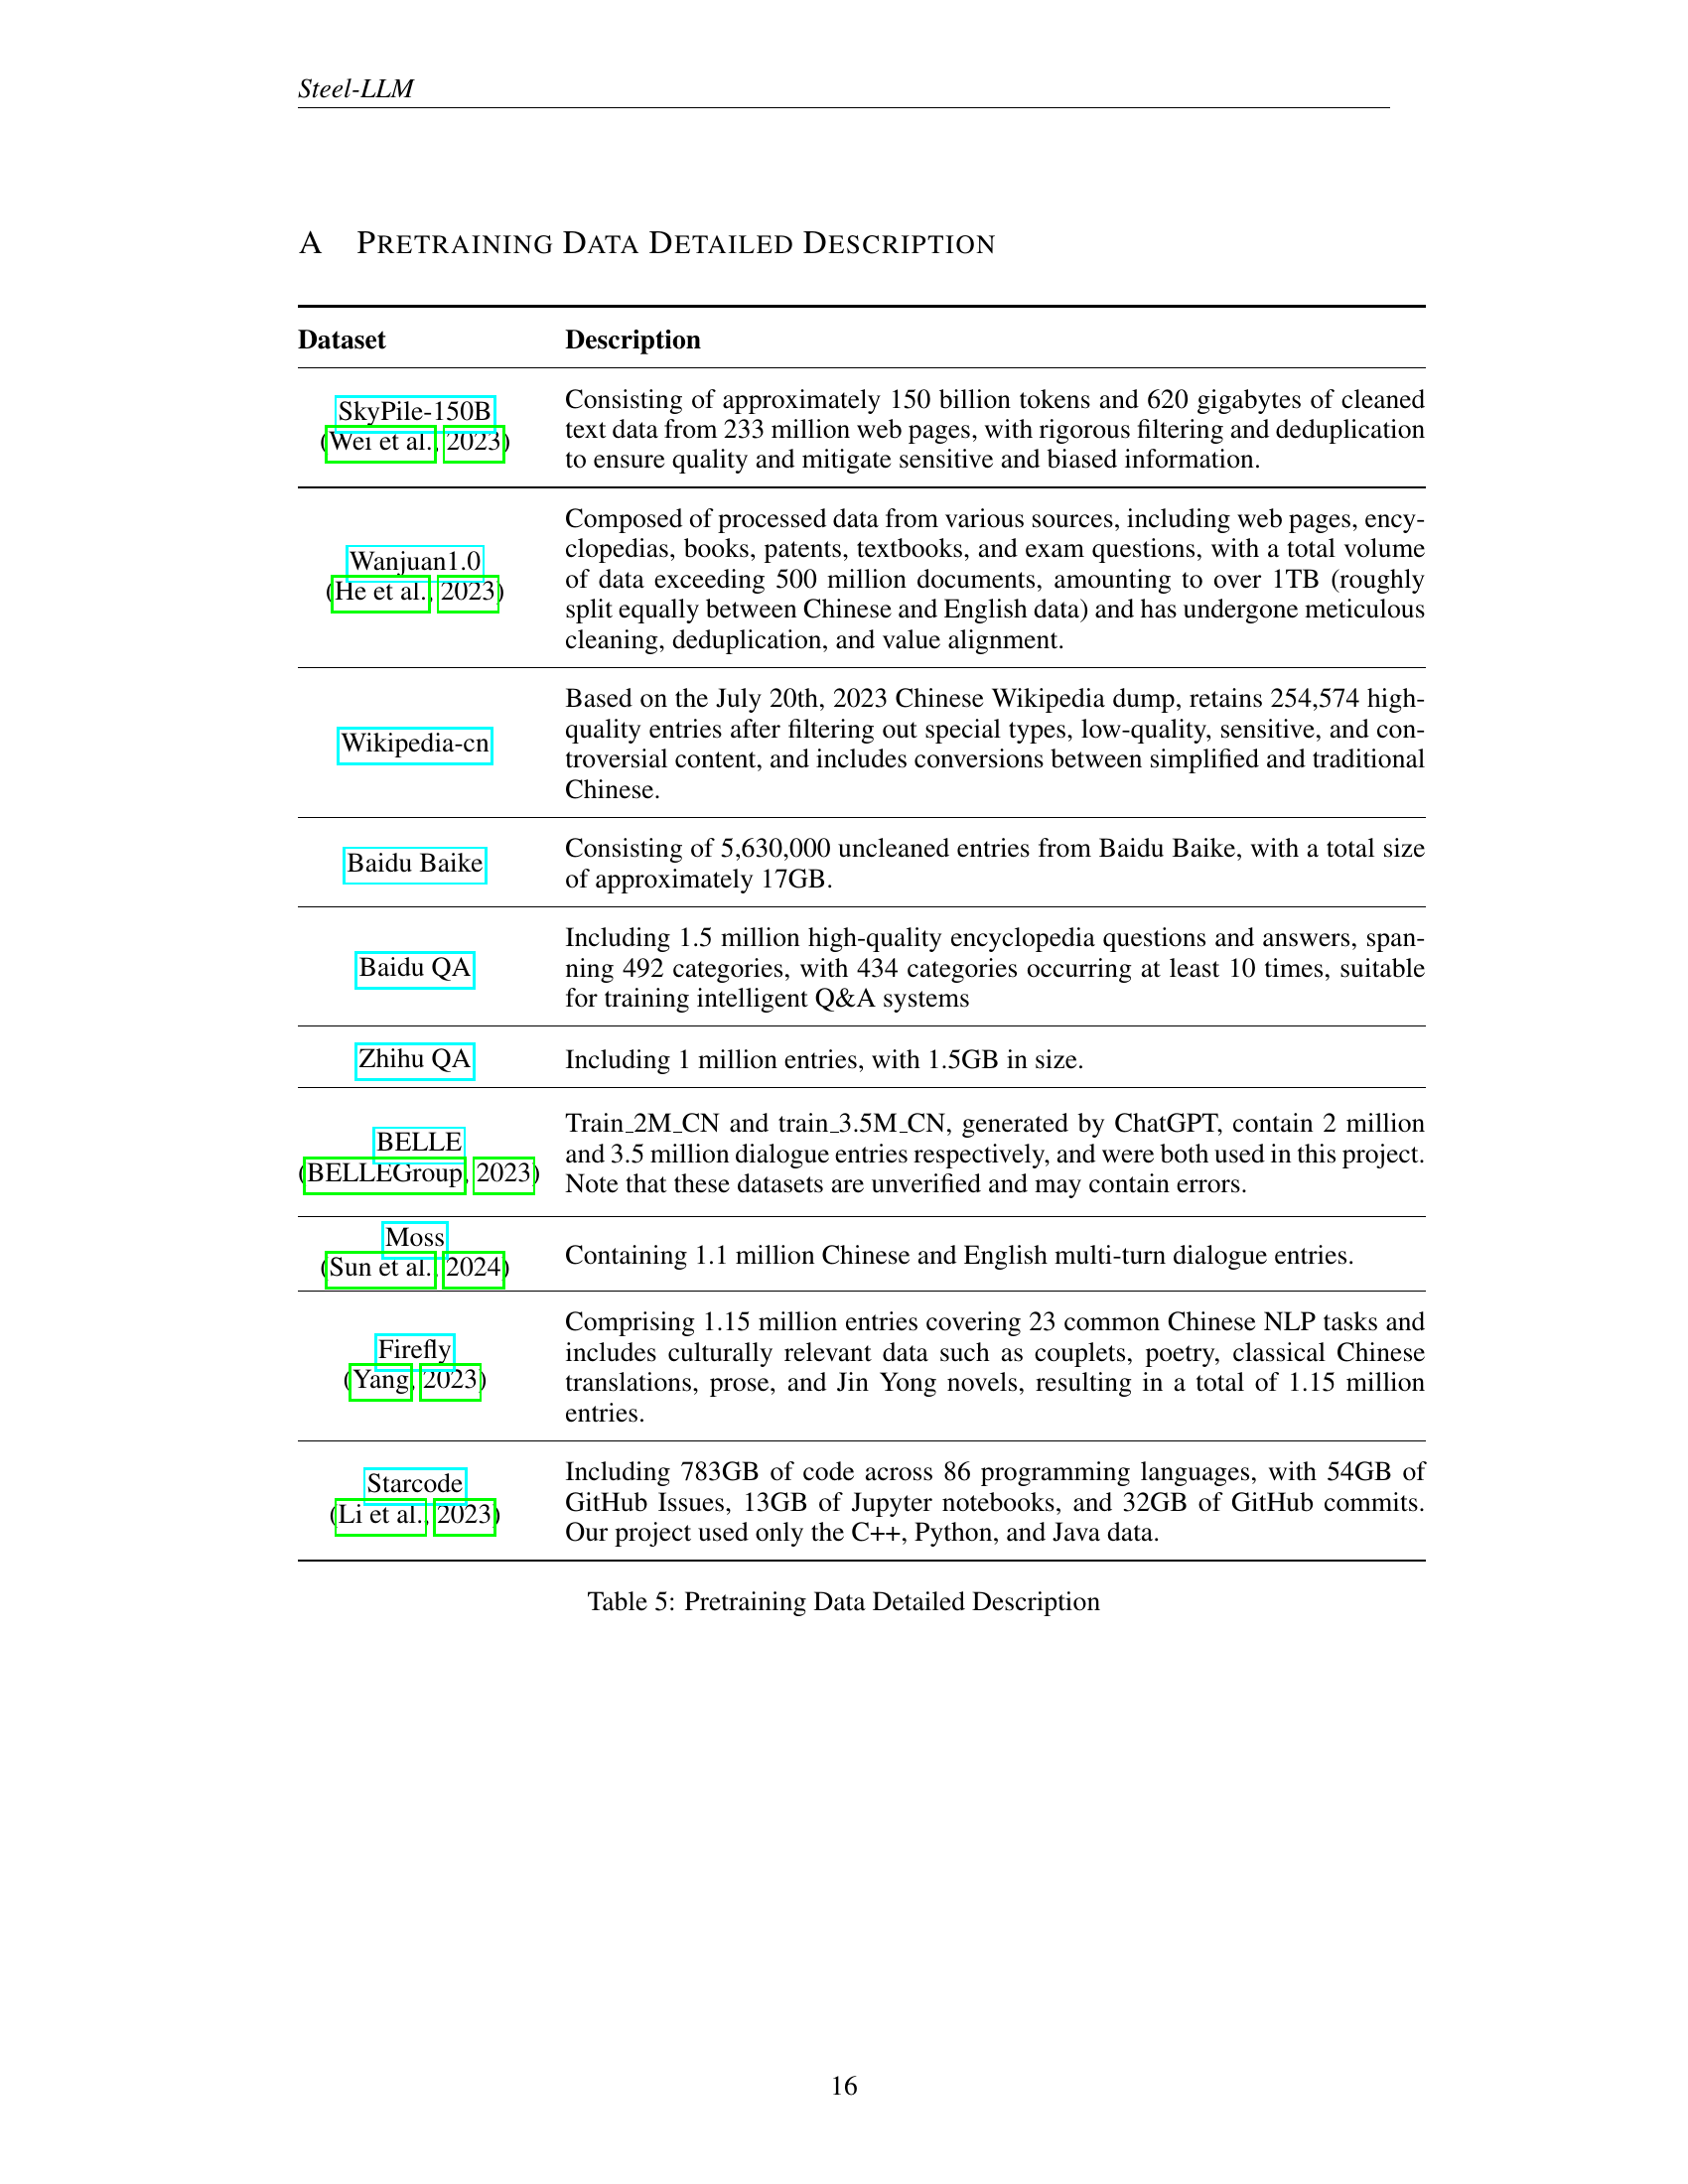 Steel-LLM
A PRETRAINING DATA DETAILED DESCRIPTION
Dataset Description
SkyPile-150B
(Wei et al., 2023)
Consisting of approximately 150 billion tokens and 620 gigabytes of cleaned
text data from 233 million web pages, with rigorous filtering and deduplication
to ensure quality and mitigate sensitive and biased information.
Wanjuan1.0
(He et al., 2023)
Composed of processed data from various sources, including web pages, ency-
clopedias, books, patents, textbooks, and exam questions, with a total volume
of data exceeding 500 million documents, amounting to over 1TB (roughly
split equally between Chinese and English data) and has undergone meticulous
cleaning, deduplication, and value alignment.
Wikipedia-cn
Based on the July 20th, 2023 Chinese Wikipedia dump, retains 254,574 high-
quality entries after filtering out special types, low-quality, sensitive, and con-
troversial content, and includes conversions between simplified and traditional
Chinese.
Baidu Baike
Consisting of 5,630,000 uncleaned entries from Baidu Baike, with a total size
of approximately 17GB.
Baidu QA
Including 1.5 million high-quality encyclopedia questions and answers, span-
ning 492 categories, with 434 categories occurring at least 10 times, suitable
for training intelligent Q&A systems
Zhihu QA
Including 1 million entries, with 1.5GB in size.
BELLE
(BELLEGroup, 2023)
Train_2M_CN and train_3.5M_CN, generated by ChatGPT, contain 2 million
and 3.5 million dialogue entries respectively, and were both used in this project.
Note that these datasets are unverified and may contain errors.
Moss
(Sun et al., 2024)
Containing 1.1 million Chinese and English multi-turn dialogue entries.
Firefly
(Yang, 2023)
Comprising 1.15 million entries covering 23 common Chinese NLP tasks and
includes culturally relevant data such as couplets, poetry, classical Chinese
translations, prose, and Jin Yong novels, resulting in a total of 1.15 million
entries.
Starcode
(Li et al., 2023)
Including 783GB of code across 86 programming languages, with 54GB of
GitHub Issues, 13GB of Jupyter notebooks, and 32GB of GitHub commits.
Our project used only the C++, Python, and Java data.
Table 5: Pretraining Data Detailed Description
16